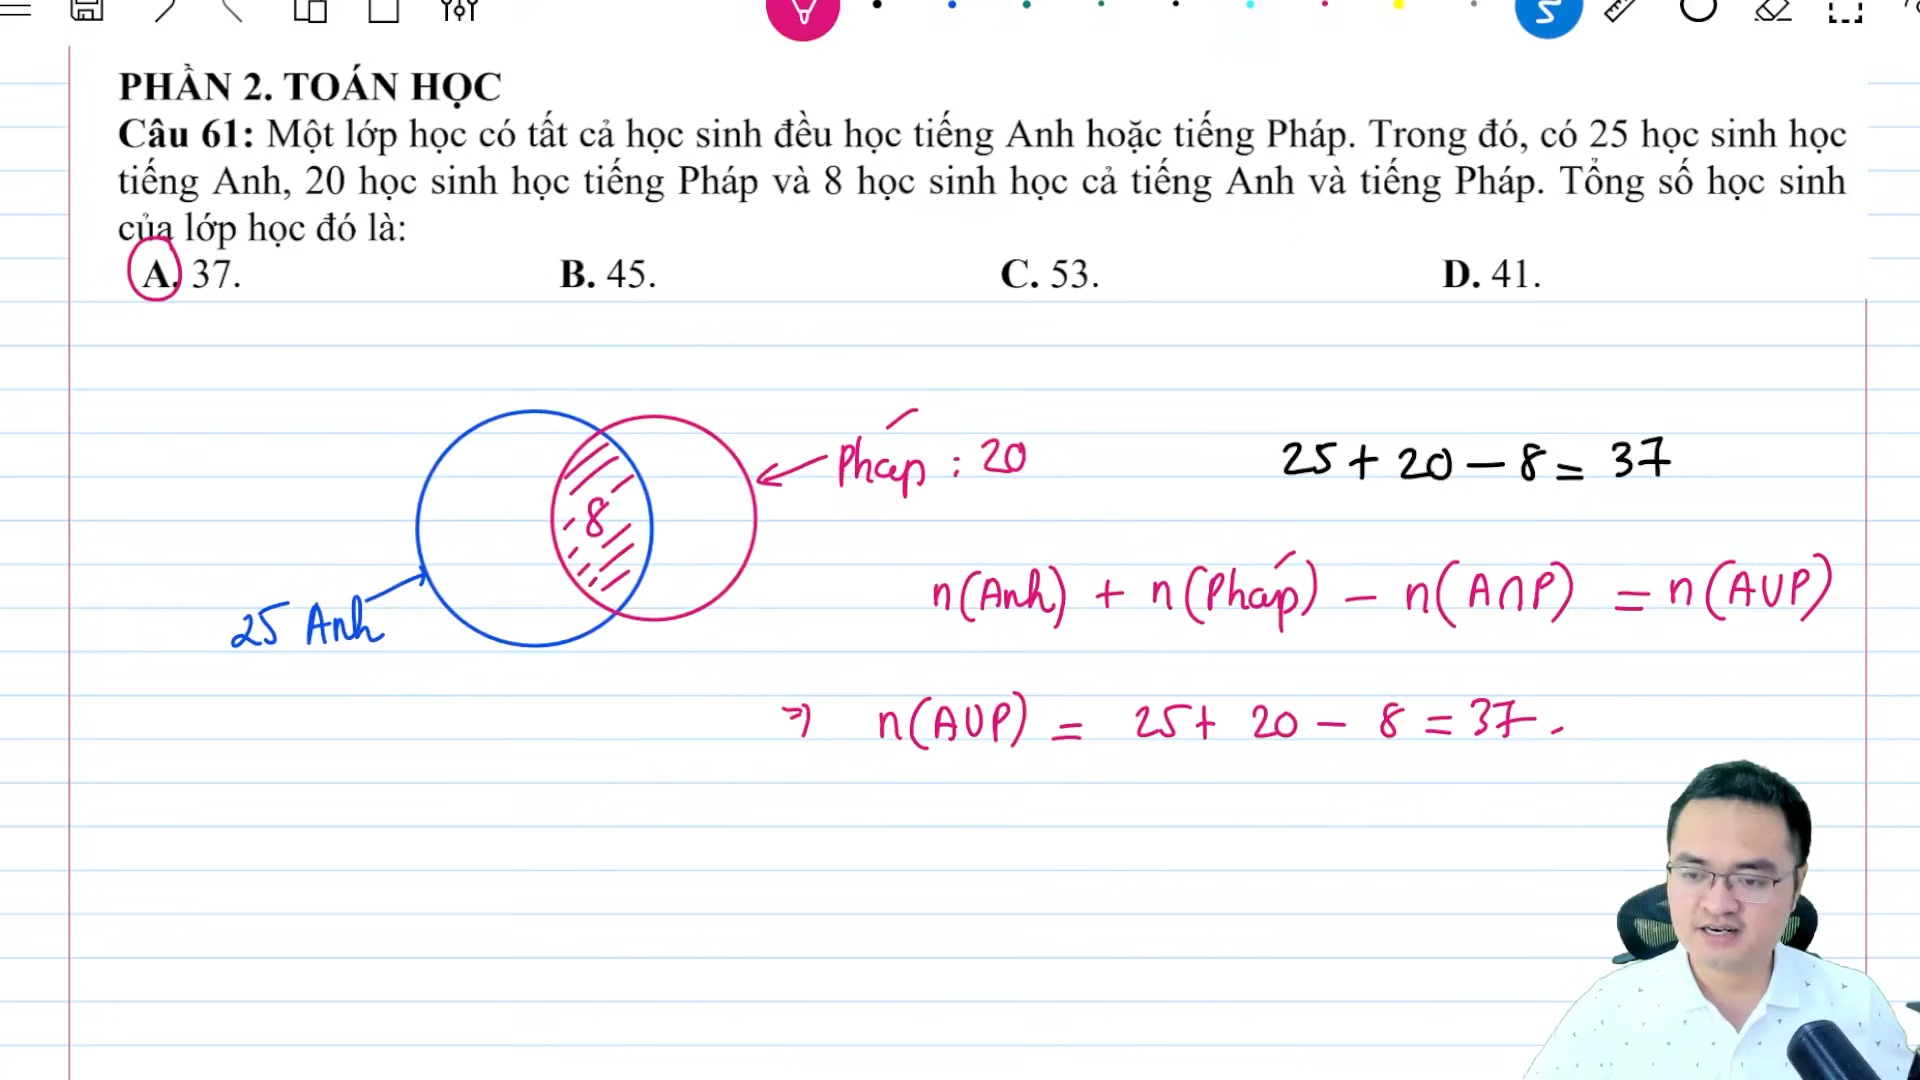 PHẦN 2. TOÁN HỌC
Câu 61: Một lớp học có tất cả học sinh đều học tiếng Anh hoặc tiếng Pháp. Trong đó, có 25 học sinh học
tiếng Anh, 20 học sinh học tiếng Pháp và 8 học sinh học cả tiếng Anh và tiếng Pháp. Tổng số học sinh
của lớp học đó là:
A. 37. B. 45. C. 53. D. 41.
Pháp : 20
25 + 20 - 8 = 37
8
n(Anh) + n(Pháp) - n(A∩P) = n(A∪P)
25 Anh
⇒ n(A∪P) = 25 + 20 - 8 = 37.